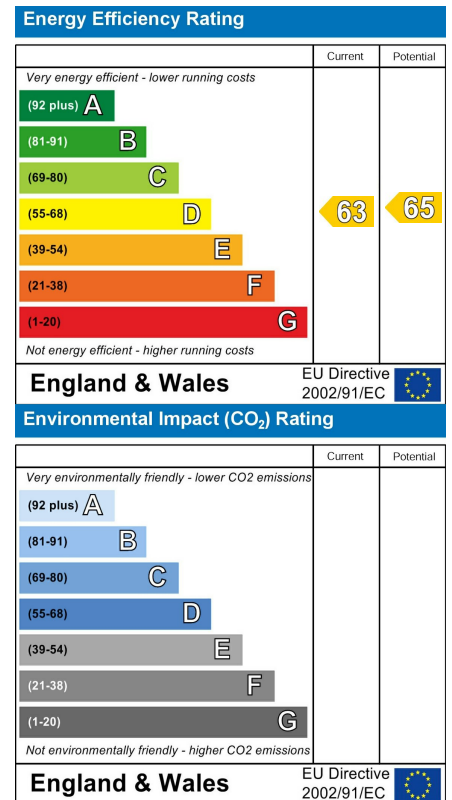 Energy Efficiency Rating
Current Potential
Very energy efficient - lower running costs
(92 plus) A
(81-91) B
(69-80) C
(55-68) D
63 65
(39-54) E
(21-38) F
(1-20) G
Not energy efficient - higher running costs
England & Wales
EU Directive
2002/91/EC
Environmental Impact (CO₂) Rating
Current Potential
Very environmentally friendly - lower CO2 emissions
(92 plus) A
(81-91) B
(69-80) C
(55-68) D
(39-54) E
(21-38) F
(1-20) G
Not environmentally friendly - higher CO2 emissions
England & Wales
EU Directive
2002/91/EC